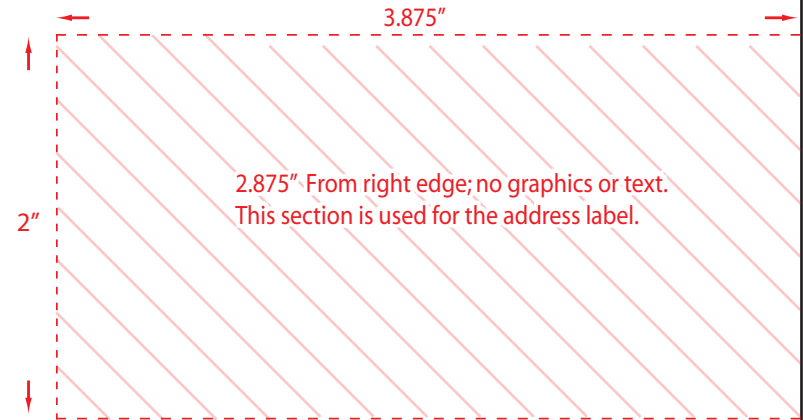 3.875″
2.875″ From right edge; no graphics or text.
This section is used for the address label.
2″